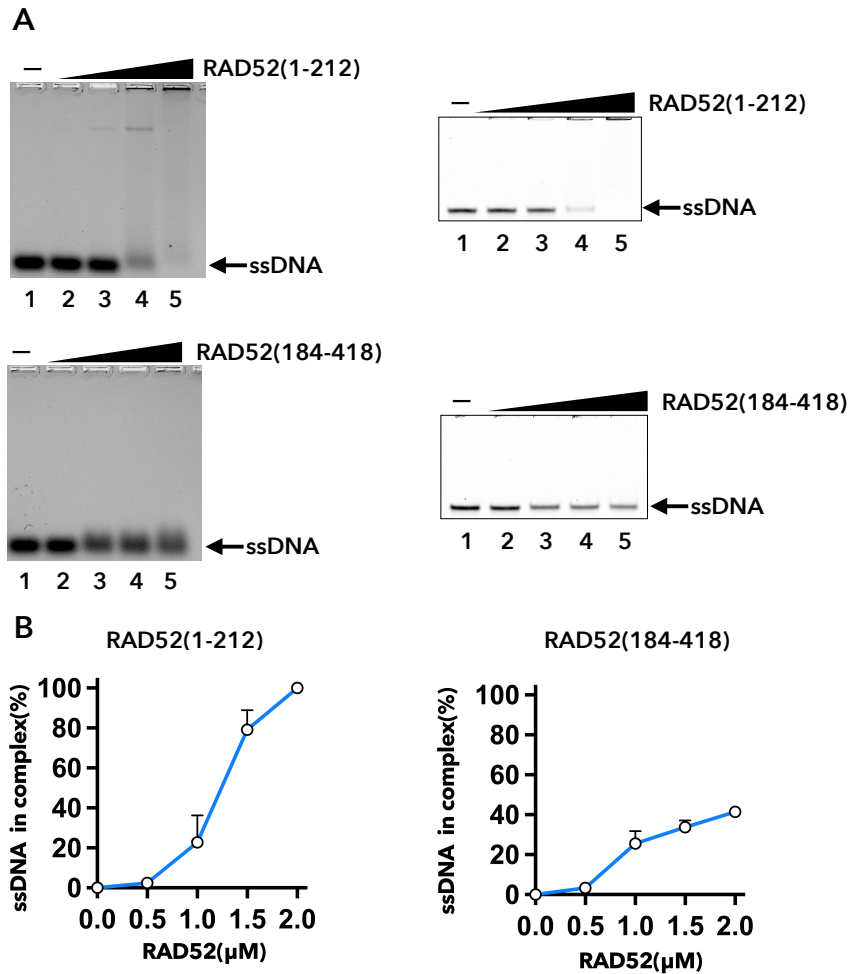 A
– RAD52(1-212)
ssDNA
1 2 3 4 5
– RAD52(1-212)
ssDNA
1 2 3 4 5
– RAD52(184-418)
ssDNA
1 2 3 4 5
– RAD52(184-418)
ssDNA
1 2 3 4 5
B
RAD52(1-212)
ssDNA in complex(%)
100
80
60
40
20
0
0.0 0.5 1.0 1.5 2.0
RAD52(μM)
RAD52(184-418)
ssDNA in complex(%)
100
80
60
40
20
0
0.0 0.5 1.0 1.5 2.0
RAD52(μM)